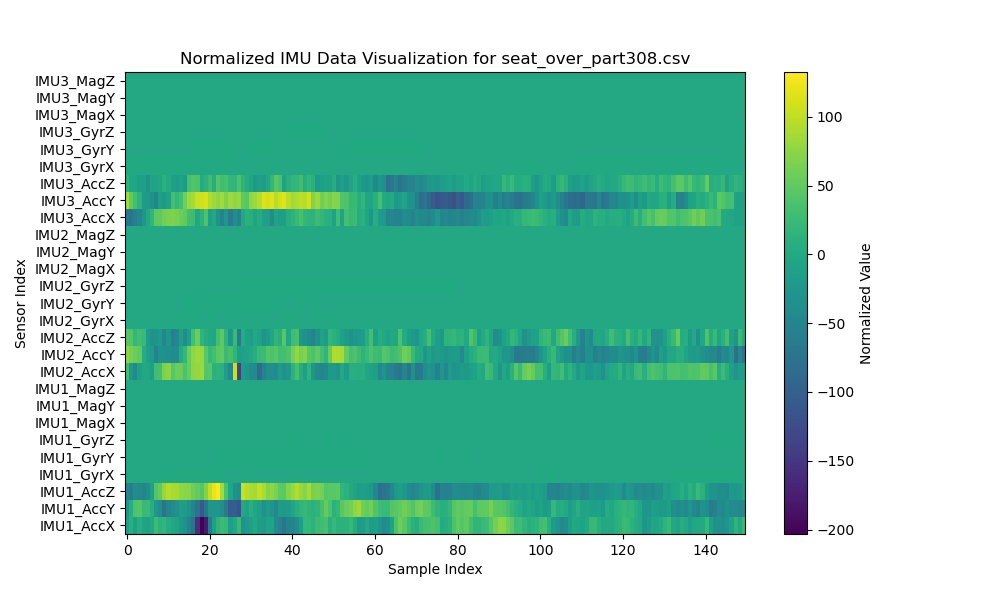 Normalized IMU Data Visualization for seat_over_part308.csv
IMU3_MagZ
IMU3_MagY
IMU3_MagX
IMU3_GyrZ
IMU3_GyrY
IMU3_GyrX
IMU3_AccZ
IMU3_AccY
IMU3_AccX
IMU2_MagZ
IMU2_MagY
IMU2_MagX
IMU2_GyrZ
IMU2_GyrY
IMU2_GyrX
IMU2_AccZ
IMU2_AccY
IMU2_AccX
IMU1_MagZ
IMU1_MagY
IMU1_MagX
IMU1_GyrZ
IMU1_GyrY
IMU1_GyrX
IMU1_AccZ
IMU1_AccY
IMU1_AccX
Sensor Index
0 20 40 60 80 100 120 140
Sample Index
100
50
0
−50
−100
−150
−200
Normalized Value